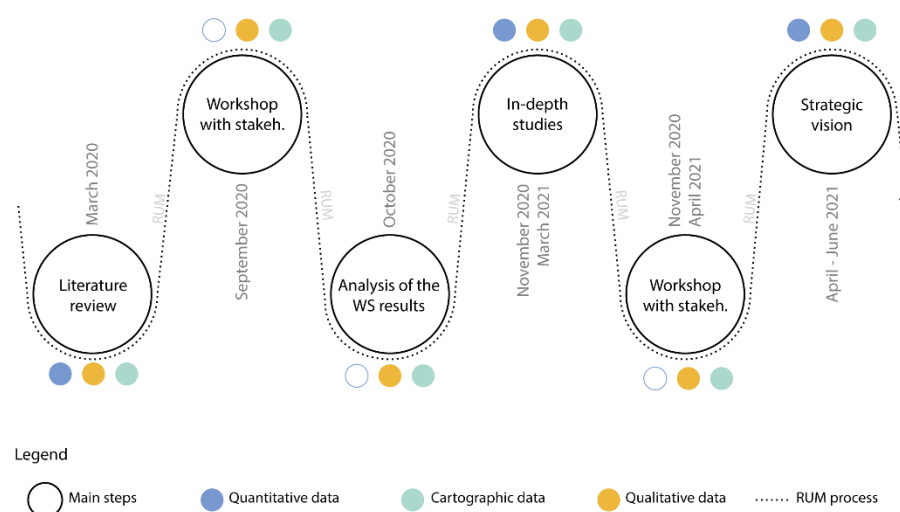 Workshop
with stakeh.
In-depth
studies
Strategic
vision
March 2020
RUM
September 2020
RUM
October 2020
RUM
November 2020
March 2021
RUM
November 2020
April 2021
RUM
April - June 2021
Literature
review
Analysis of the
WS results
Workshop
with stakeh.
Legend
Main steps
Quantitative data
Cartographic data
Qualitative data
RUM process